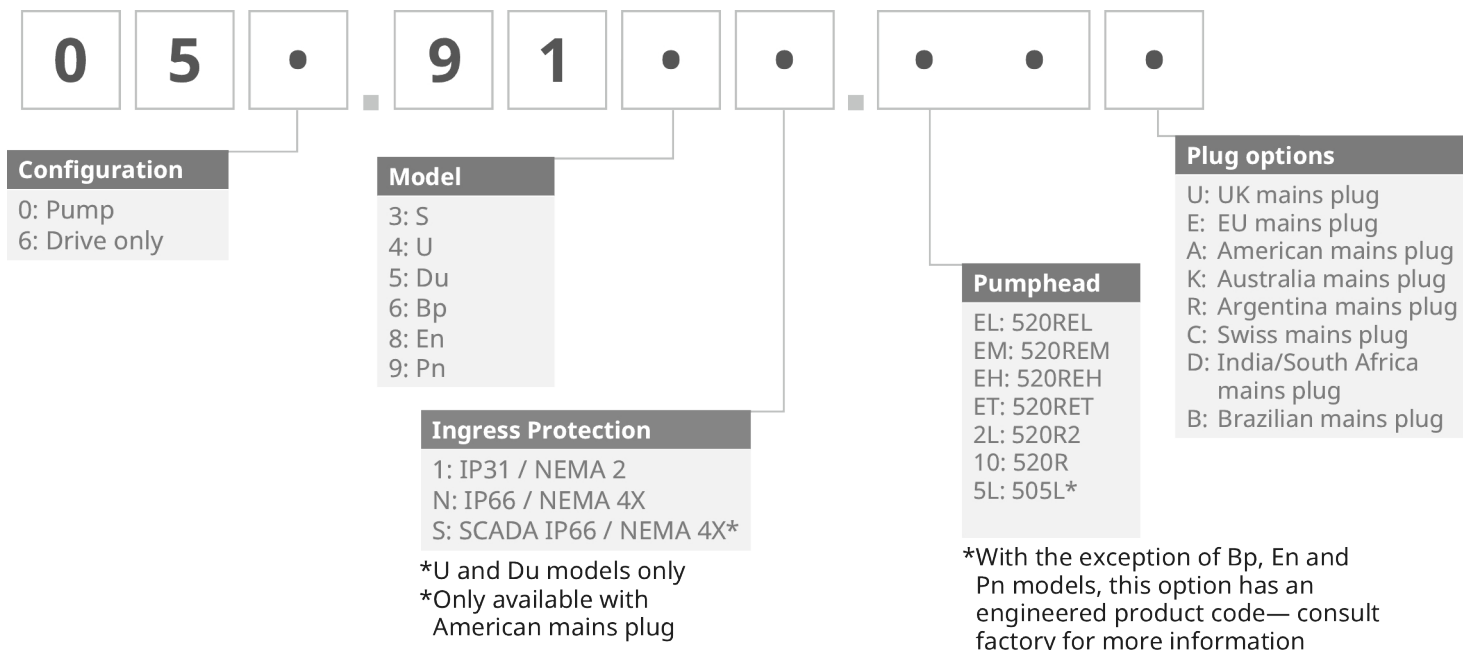 0 5 • . 9 1 • • . • • •
Configuration
0: Pump
6: Drive only
Model
3: S
4: U
5: Du
6: Bp
8: En
9: Pn
Ingress Protection
1: IP31 / NEMA 2
N: IP66 / NEMA 4X
S: SCADA IP66 / NEMA 4X*
*U and Du models only
*Only available with
American mains plug
Pumphead
EL: 520REL
EM: 520REM
EH: 520REH
ET: 520RET
2L: 520R2
10: 520R
5L: 505L*
*With the exception of Bp, En and
Pn models, this option has an
engineered product code— consult
factory for more information
Plug options
U: UK mains plug
E: EU mains plug
A: American mains plug
K: Australia mains plug
R: Argentina mains plug
C: Swiss mains plug
D: India/South Africa
mains plug
B: Brazilian mains plug